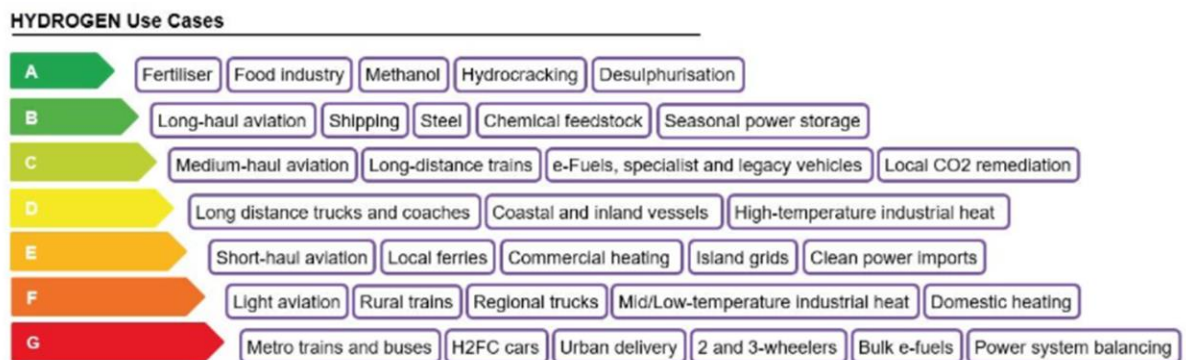 HYDROGEN Use Cases
A Fertiliser Food industry Methanol Hydrocracking Desulphurisation
B Long-haul aviation Shipping Steel Chemical feedstock Seasonal power storage
C Medium-haul aviation Long-distance trains e-Fuels, specialist and legacy vehicles Local CO2 remediation
D Long distance trucks and coaches Coastal and inland vessels High-temperature industrial heat
E Short-haul aviation Local ferries Commercial heating Island grids Clean power imports
F Light aviation Rural trains Regional trucks Mid/Low-temperature industrial heat Domestic heating
G Metro trains and buses H2FC cars Urban delivery 2 and 3-wheelers Bulk e-fuels Power system balancing